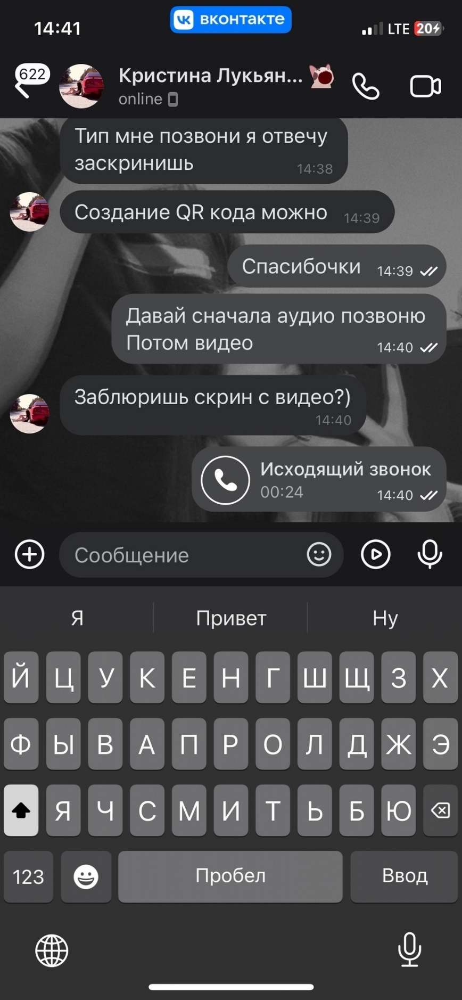 14:41
вконтакте
LTE
20
622
Кристина Лукьян...
online
Тип мне позвони я отвечу
заскринишь
14:38
Создание QR кода можно
14:39
Спасибочки
14:39
Давай сначала аудио позвоню
Потом видео
14:40
Заблюришь скрин с видео?)
14:40
Исходящий звонок
00:24
14:40
Сообщение
Я Привет Ну
Й Ц У К Е Н Г Ш Щ З Х
Ф Ы В А П Р О Л Д Ж Э
Я Ч С М И Т Ь Б Ю
123 Пробел Ввод